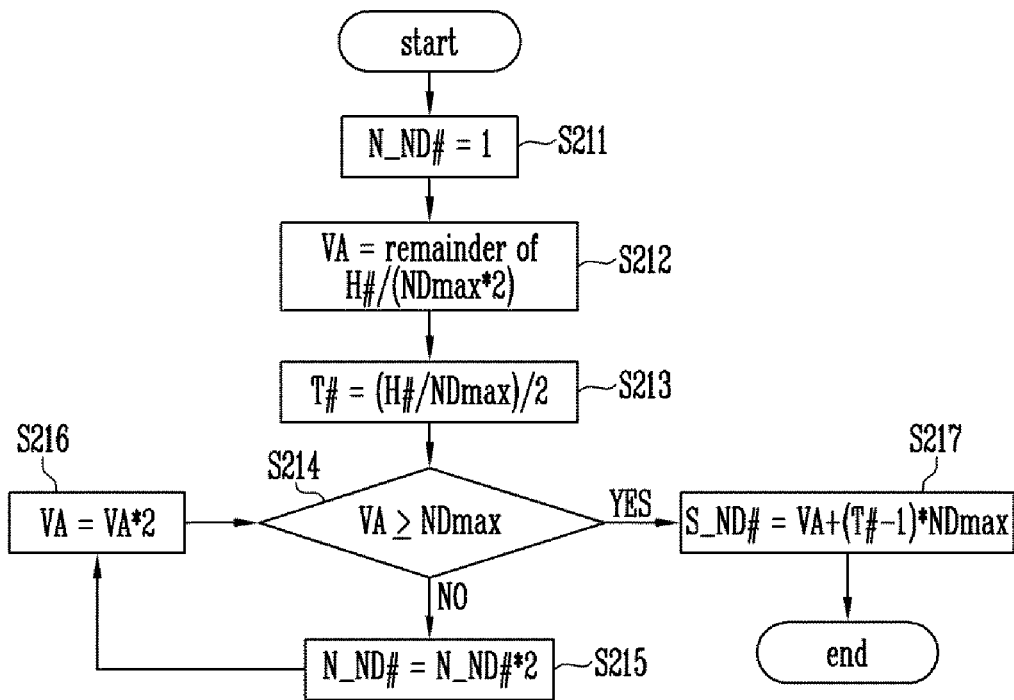 start
N_ND# = 1
S211
VA = remainder of
H#/(NDmax*2)
S212
T# = (H#/NDmax)/2
S213
S216
VA = VA*2
S214
VA ≥ NDmax
YES
S217
S_ND# = VA+(T#-1)*NDmax
NO
N_ND# = N_ND#*2
S215
end